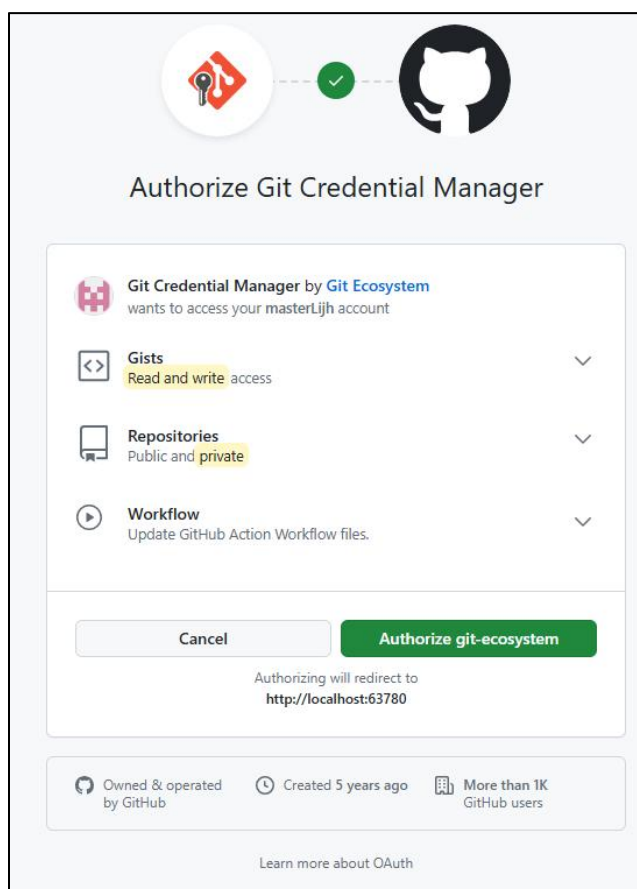 Authorize Git Credential Manager
Git Credential Manager by Git Ecosystem
wants to access your masterLijh account
Gists
Read and write access
Repositories
Public and private
Workflow
Update GitHub Action Workflow files.
Cancel
Authorize git-ecosystem
Authorizing will redirect to
http://localhost:63780
Owned & operated
by GitHub
Created 5 years ago
More than 1K
GitHub users
Learn more about OAuth